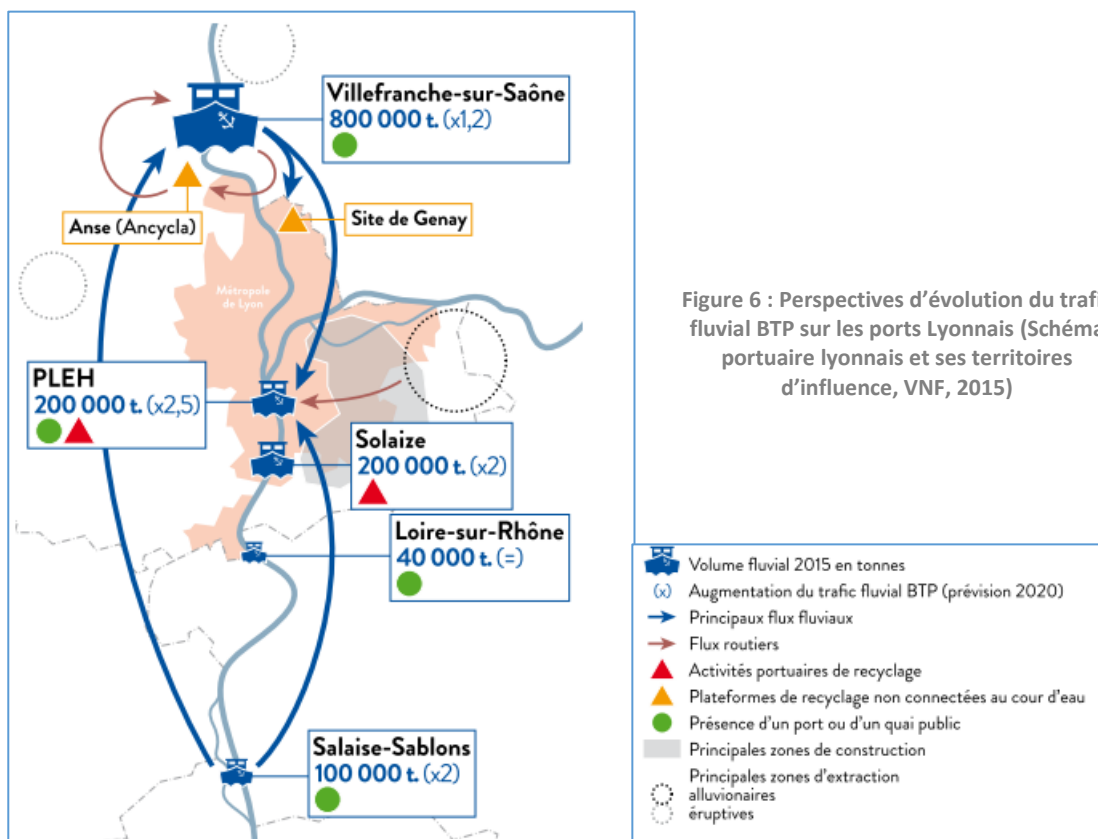 Villefranche-sur-Saône
800 000 t. (x1,2)
Anse (Ancycla)
Site de Genay
Métropole
de Lyon
PLEH
200 000 t. (x2,5)
Solaize
200 000 t. (x2)
Loire-sur-Rhône
40 000 t. (=)
Salaise-Sablons
100 000 t. (x2)
Figure 6 : Perspectives d'évolution du trafi
fluvial BTP sur les ports Lyonnais (Schéma
portuaire lyonnais et ses territoires
d'influence, VNF, 2015)
Volume fluvial 2015 en tonnes
(x) Augmentation du trafic fluvial BTP (prévision 2020)
Principaux flux fluviaux
Flux routiers
Activités portuaires de recyclage
Plateformes de recyclage non connectées au cour d'eau
Présence d'un port ou d'un quai public
Principales zones de construction
Principales zones d'extraction
alluvionaires
éruptives